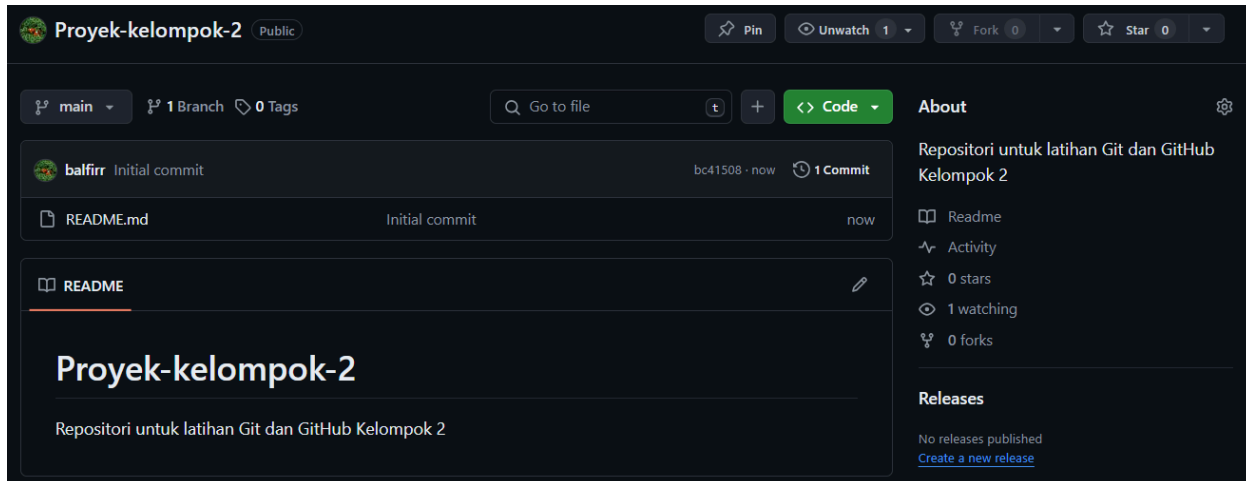 Proyek-kelompok-2 Public
Pin
Unwatch 1
Fork 0
Star 0
main
1 Branch
0 Tags
Go to file
t
Code
balfirr Initial commit
bc41508 · now
1 Commit
README.md Initial commit now
README
Proyek-kelompok-2
Repositori untuk latihan Git dan GitHub Kelompok 2
About
Repositori untuk latihan Git dan GitHub
Kelompok 2
Readme
Activity
0 stars
1 watching
0 forks
Releases
No releases published
Create a new release